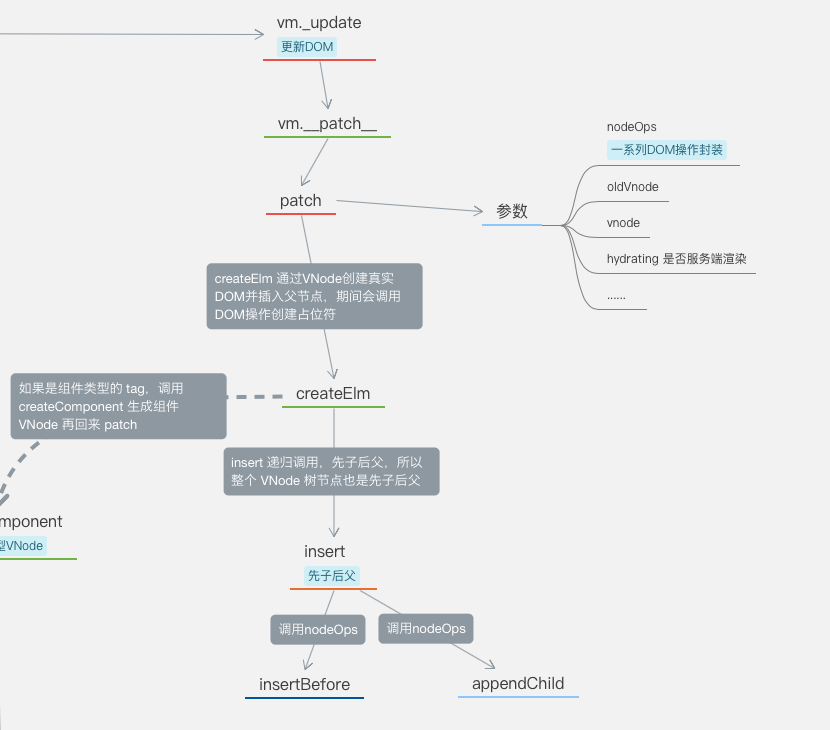 vm._update
更新DOM
vm.__patch__
patch
参数
nodeOps
一系列DOM操作封装
oldVnode
vnode
hydrating 是否服务端渲染
......
createElm 通过VNode创建真实
DOM并插入父节点，期间会调用
DOM操作创建占位符
createElm
如果是组件类型的 tag，调用
createComponent 生成组件
VNode 再回来 patch
insert 递归调用，先子后父，所以
整个 VNode 树节点也是先子后父
mponent
型VNode
insert
先子后父
调用nodeOps
调用nodeOps
insertBefore
appendChild